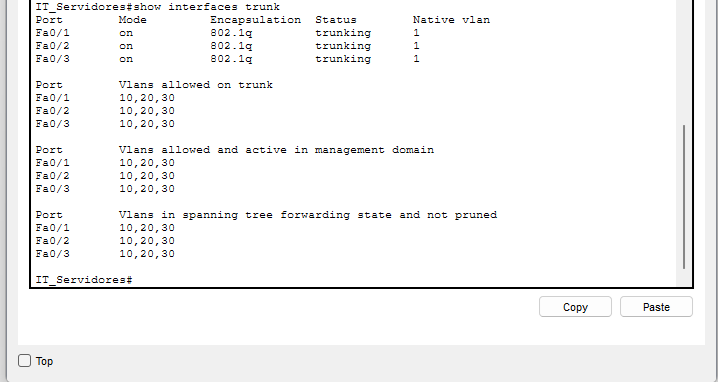 IT_Servidores#show interfaces trunk
Port        Mode         Encapsulation  Status        Native vlan
Fa0/1       on           802.1q         trunking      1
Fa0/2       on           802.1q         trunking      1
Fa0/3       on           802.1q         trunking      1
Port        Vlans allowed on trunk
Fa0/1       10,20,30
Fa0/2       10,20,30
Fa0/3       10,20,30
Port        Vlans allowed and active in management domain
Fa0/1       10,20,30
Fa0/2       10,20,30
Fa0/3       10,20,30
Port        Vlans in spanning tree forwarding state and not pruned
Fa0/1       10,20,30
Fa0/2       10,20,30
Fa0/3       10,20,30
IT_Servidores#
Copy Paste
Top